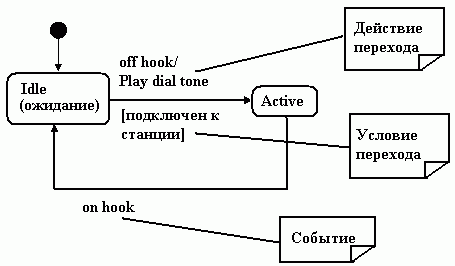 Действие
перехода
off hook/
Play dial tone
Idle
(ожидание)
Active
[подключен к
станции]
Условие
перехода
on hook
Событие